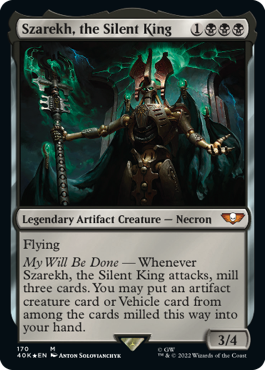 Szarekh, the Silent King 1
Legendary Artifact Creature — Necron
Flying
My Will Be Done — Whenever
Szarekh, the Silent King attacks, mill
three cards. You may put an artifact
creature card or Vehicle card from
among the cards milled this way into
your hand.
3/4
170 M
40K ★ EN ANTON SOLOVIANCHYK
© GW
™ & © 2022 Wizards of the Coast